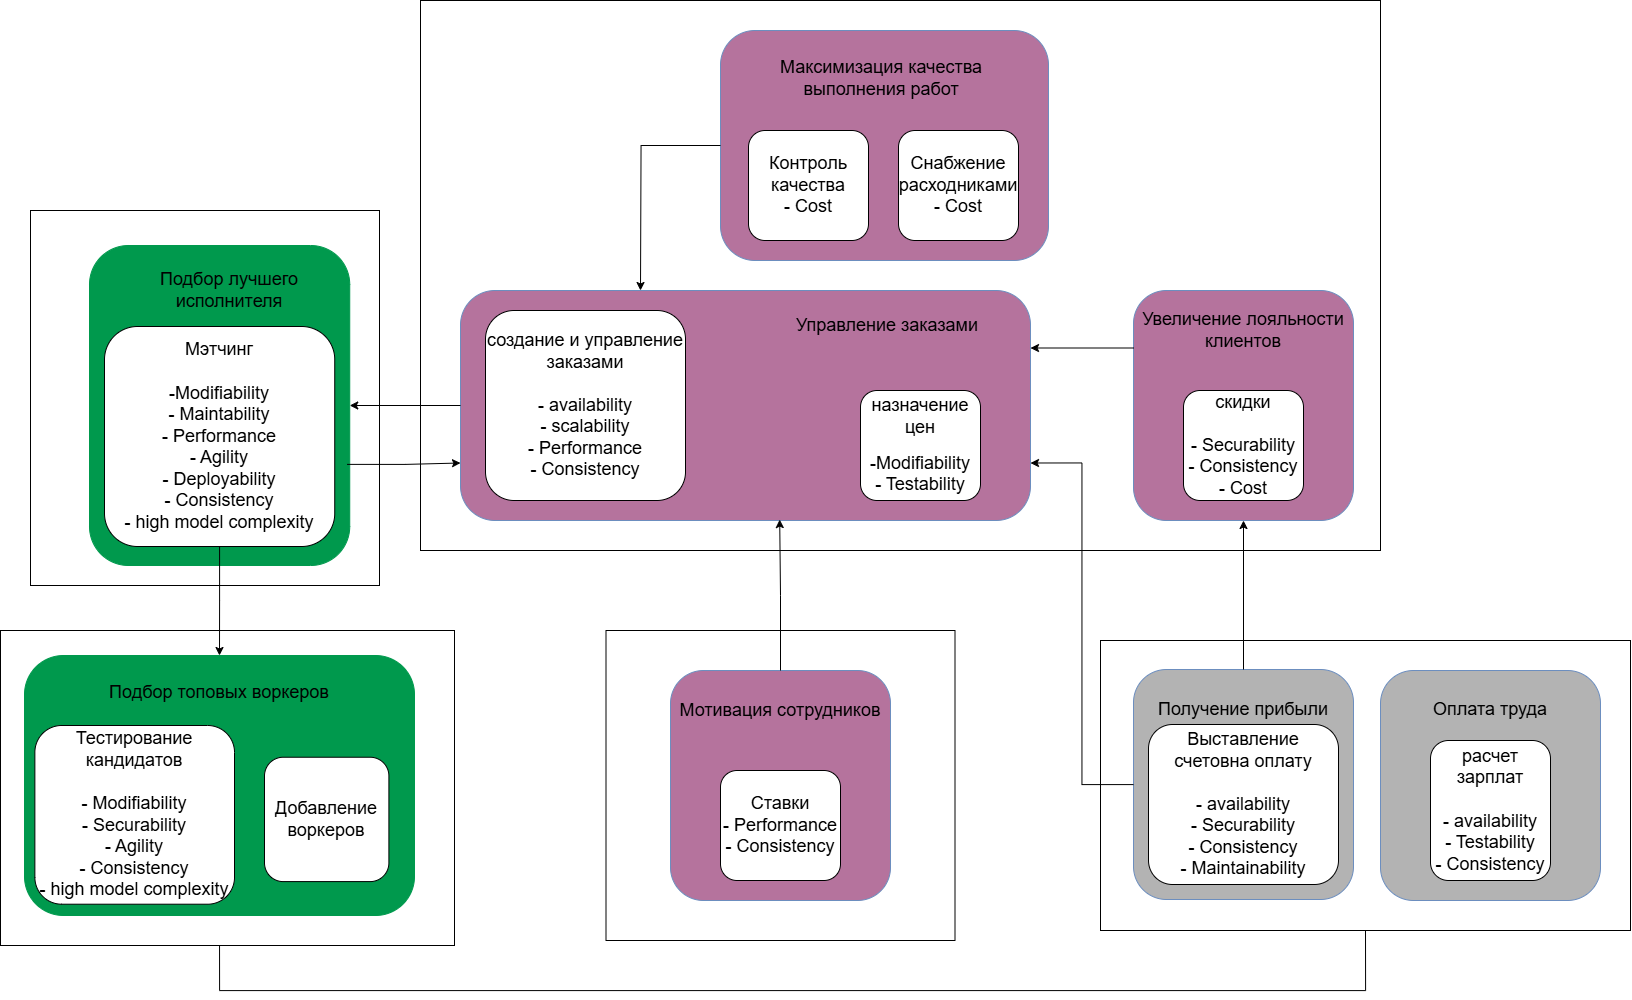 Максимизация качества
выполнения работ
Контроль
качества
- Cost
Снабжение
расходниками
- Cost
Подбор лучшего
исполнителя
Мэтчинг
-Modifiability
- Maintability
- Performance
- Agility
- Deployability
- Consistency
- high model complexity
Управление заказами
создание и управление
заказами
- availability
- scalability
- Performance
- Consistency
назначение
цен
-Modifiability
- Testability
Увеличение лояльности
клиентов
скидки
- Securability
- Consistency
- Cost
Подбор топовых воркеров
Тестирование
кандидатов
- Modifiability
- Securability
- Agility
- Consistency
- high model complexity
Добавление
воркеров
Мотивация сотрудников
Ставки
- Performance
- Consistency
Получение прибыли
Выставление
счетовна оплату
- availability
- Securability
- Consistency
- Maintainability
Оплата труда
расчет
зарплат
- availability
- Testability
- Consistency